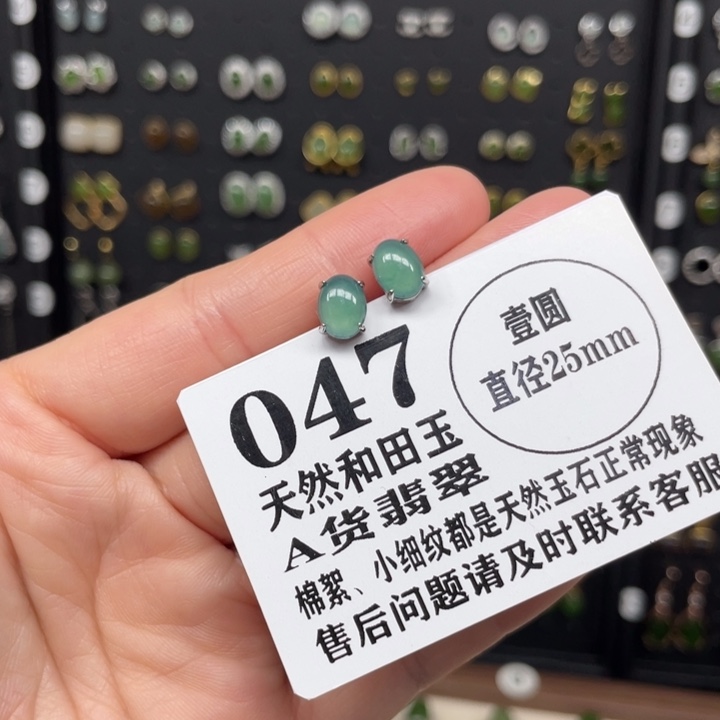 047
壹圆
直径25mm
天然和田玉
A货翡翠
棉絮、小细纹都是天然玉石正常现象
售后问题请及时联系客服